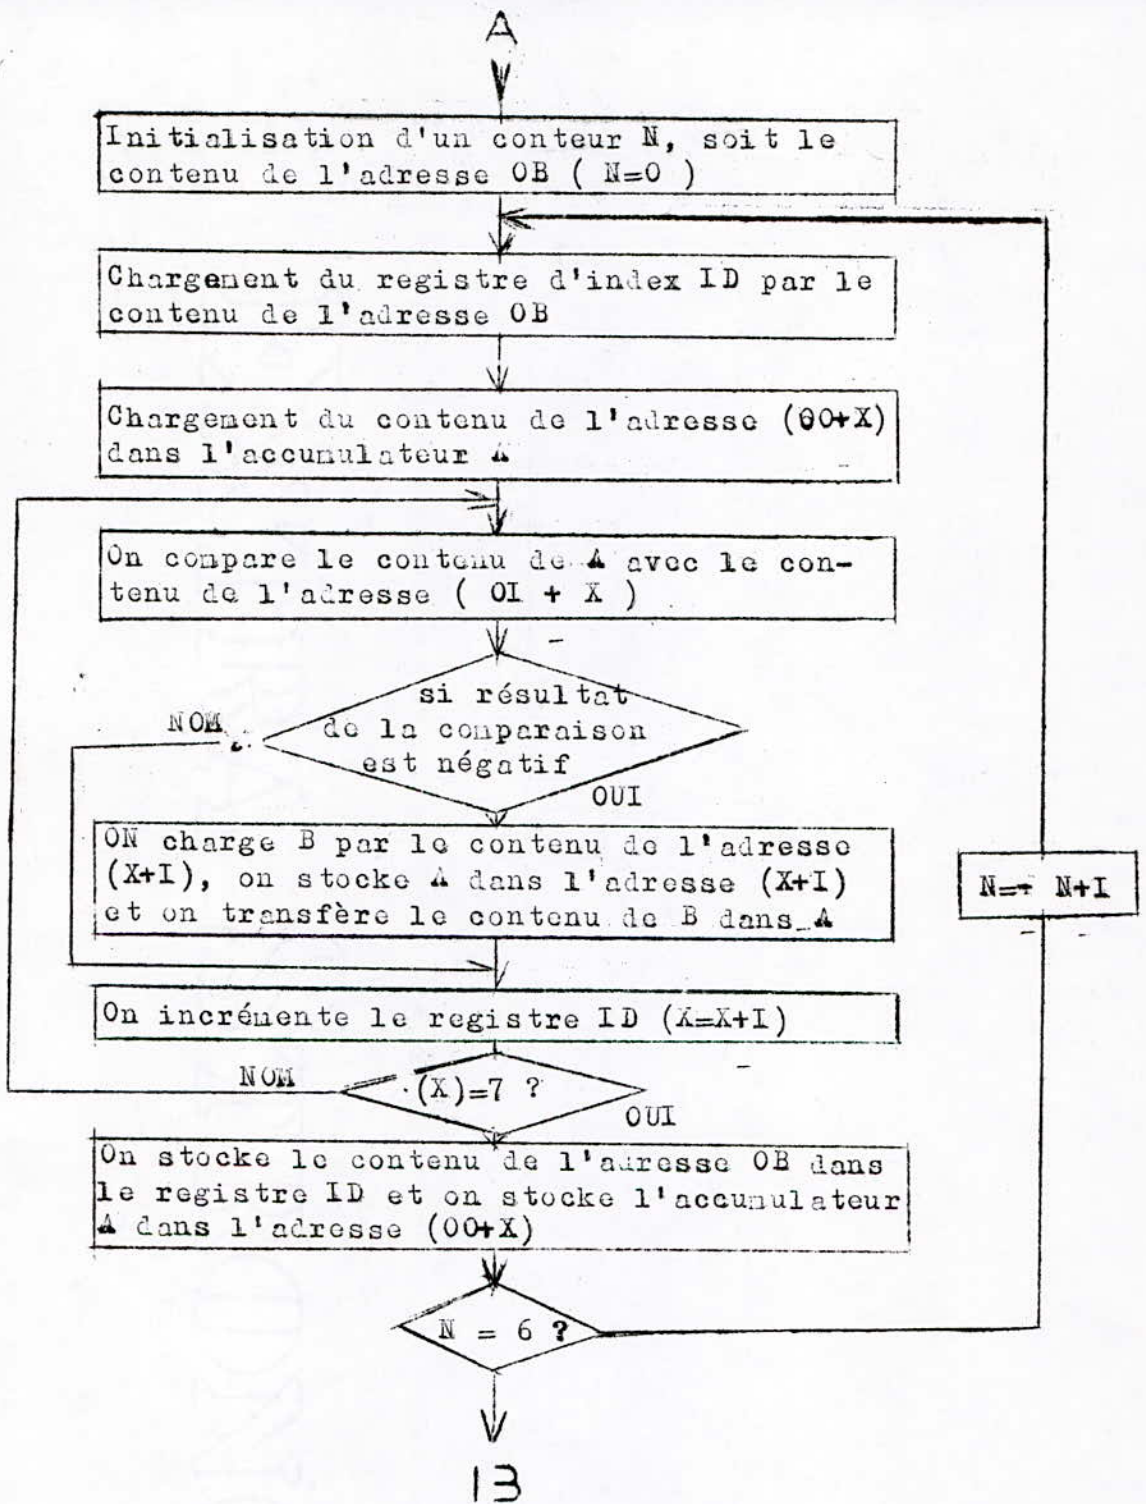 A
Initialisation d'un conteur N, soit le
contenu de l'adresse OB ( N=O )
Chargement du registre d'index ID par le
contenu de l'adresse OB
Chargement du contenu de l'adresse (00+X)
dans l'accumulateur A
On compare le contenu de A avec le con-
tenu de l'adresse ( OI + X )
si résultat
de la comparaison
est négatif
NOM
OUI
ON charge B par le contenu de l'adresse
(X+I), on stocke A dans l'adresse (X+I)
et on transfère le contenu de B dans A
N=+ N+I
On incrémente le registre ID (X=X+I)
NOM
(X)=7 ?
OUI
On stocke le contenu de l'adresse OB dans
le registre ID et on stocke l'accumulateur
A dans l'adresse (00+X)
N = 6 ?
13